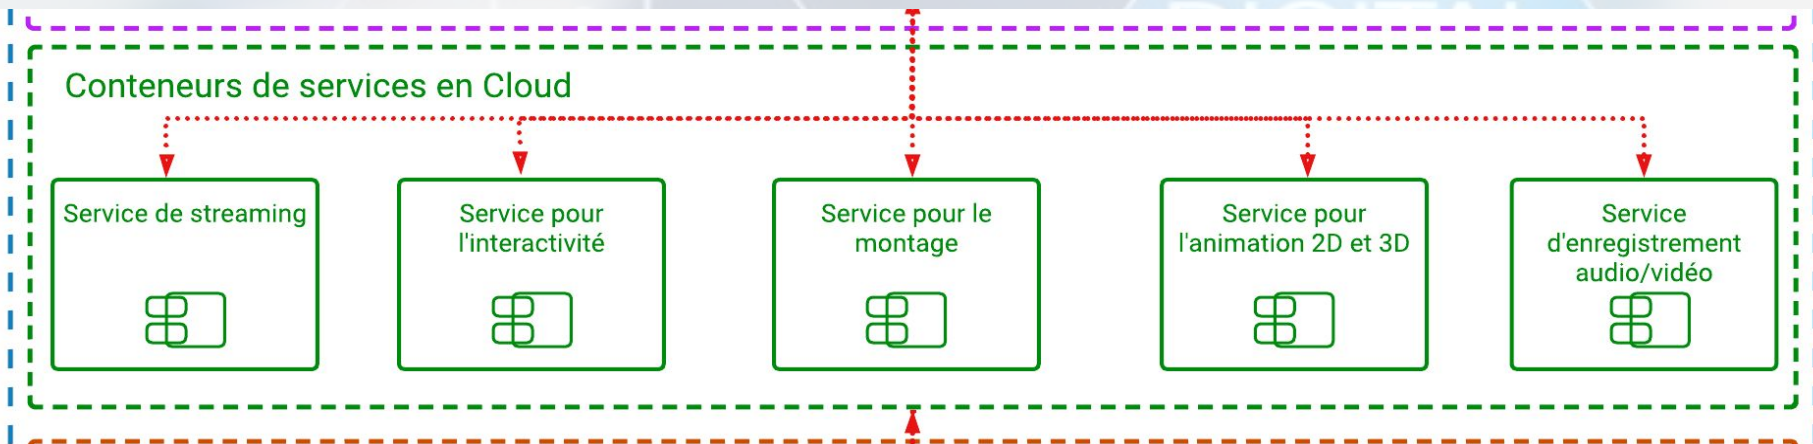 Conteneurs de services en Cloud
Service de streaming
Service pour
l'interactivité
Service pour le
montage
Service pour
l'animation 2D et 3D
Service
d'enregistrement
audio/vidéo